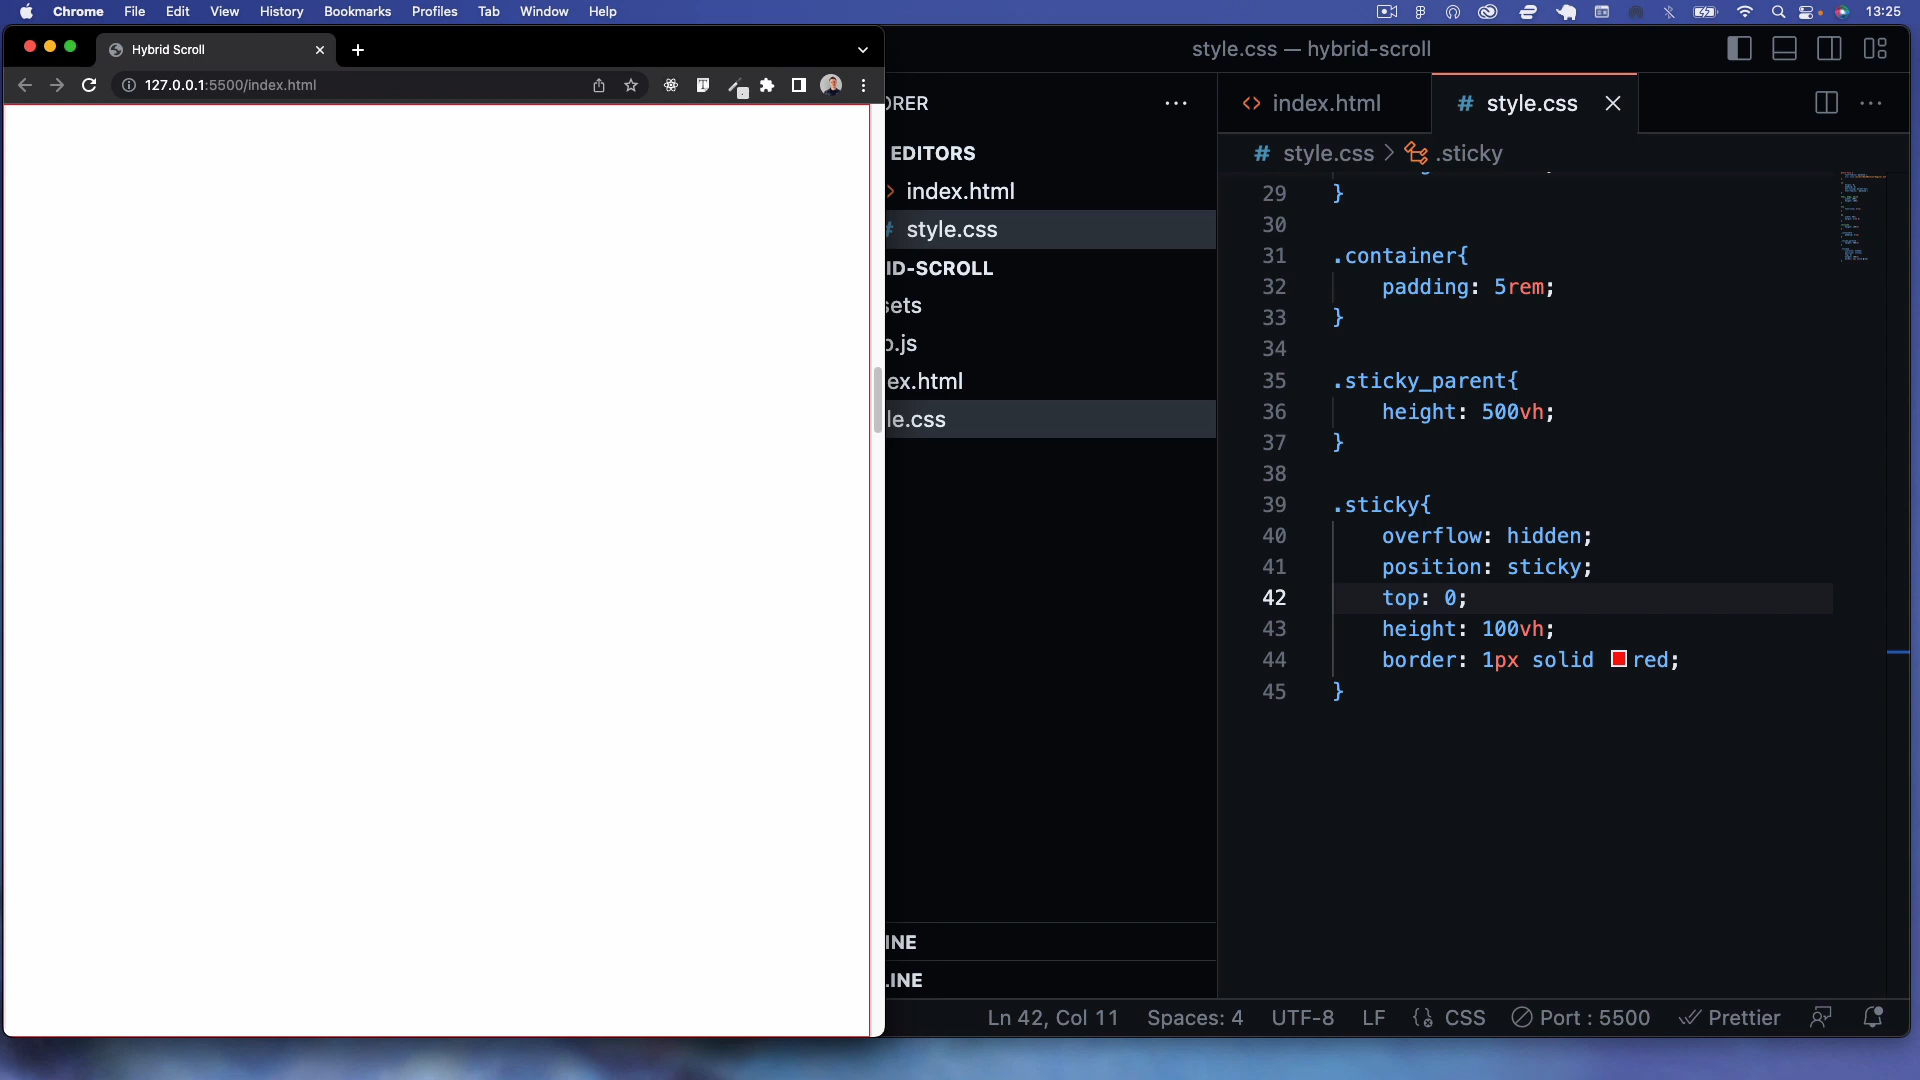 Chrome File Edit View History Bookmarks Profiles Tab Window Help 13:25
Hybrid Scroll
127.0.0.1:5500/index.html
style.css — hybrid-scroll
ORER
EDITORS
index.html
style.css
ID-SCROLL
sets
p.js
ex.html
le.css
INE
LINE
index.html
# style.css
# style.css > .sticky
29 }
30
31 .container{
32 padding: 5rem;
33 }
34
35 .sticky_parent{
36 height: 500vh;
37 }
38
39 .sticky{
40 overflow: hidden;
41 position: sticky;
42 top: 0;
43 height: 100vh;
44 border: 1px solid red;
45 }
Ln 42, Col 11 Spaces: 4 UTF-8 LF CSS Port : 5500 Prettier